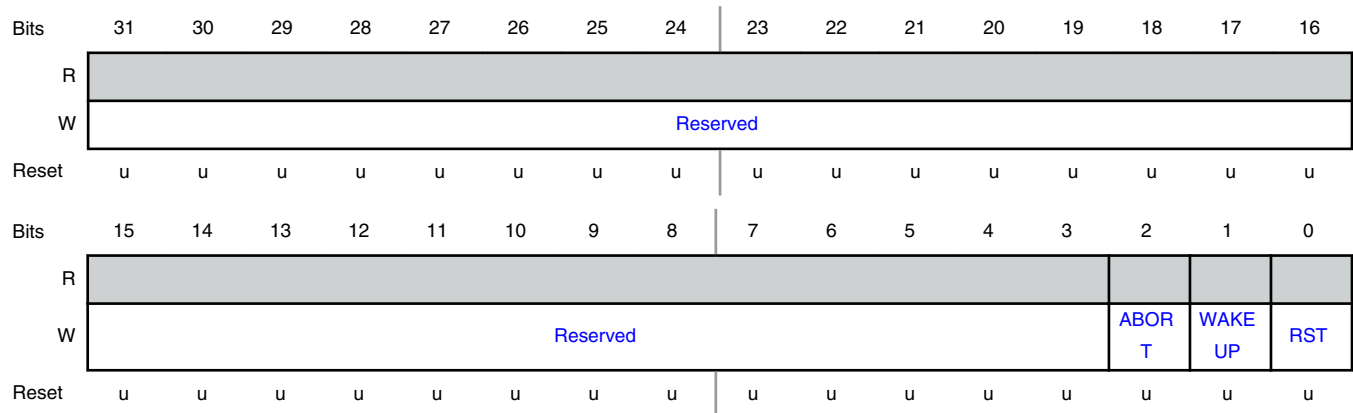 Bits 31 30 29 28 27 26 25 24 23 22 21 20 19 18 17 16
R
W Reserved
Reset u u u u u u u u u u u u u u u u
Bits 15 14 13 12 11 10 9 8 7 6 5 4 3 2 1 0
R
W Reserved ABOR WAKE RST
T UP
Reset u u u u u u u u u u u u u u u u